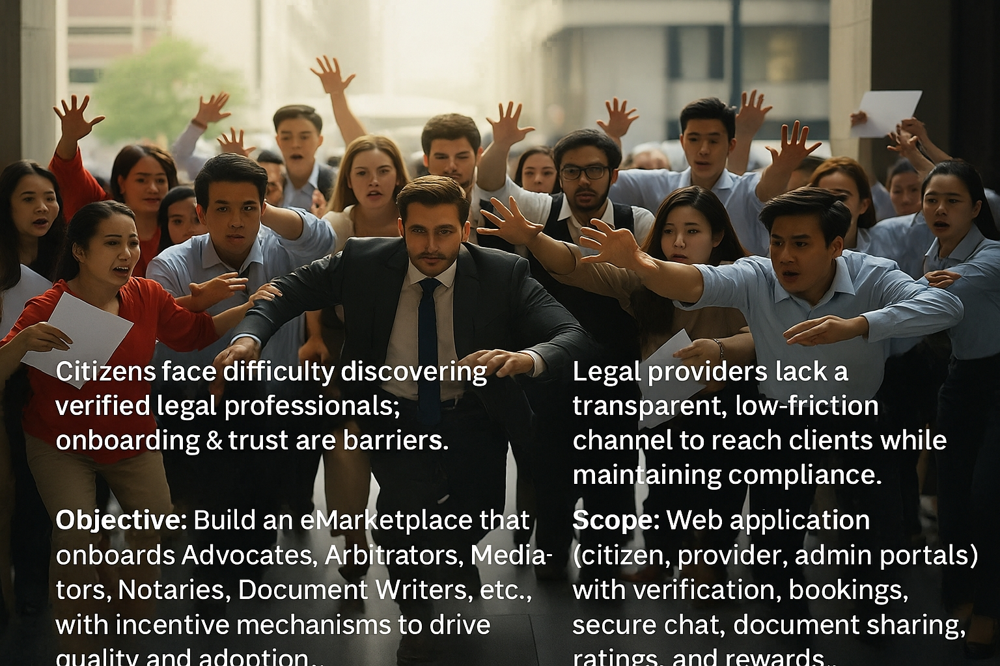 Citizens face difficulty discovering
verified legal professionals;
onboarding & trust are barriers.
Legal providers lack a
transparent, low-friction
channel to reach clients while
maintaining compliance.
Objective: Build an eMarketplace that
onboards Advocates, Arbitrators, Media-
tors, Notaries, Document Writers, etc.,
with incentive mechanisms to drive
quality and adoption..
Scope: Web application
(citizen, provider, admin portals)
with verification, bookings,
secure chat, document sharing,
ratings, and rewards..